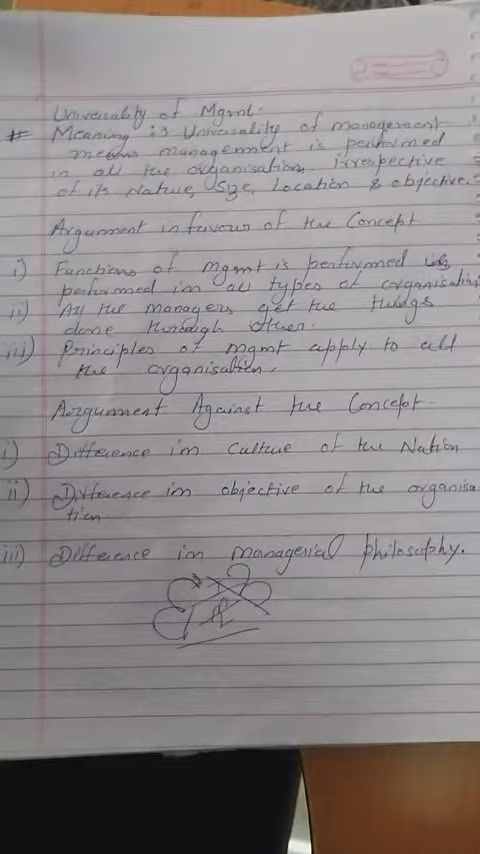 Universality of Mgmt.
# Meaning is Universality of management
means management is performed
in all the organisation, irrespective
of its Nature, Size, Location & objective.
Argument in favour of the Concept
i) Functions of mgmt is performed is
performed in all types of organisation
ii) All the managers get the things
done through other.
iii) Principles of mgmt apply to all
the organisation.
Argument Against the Concept.
i) Difference in Culture of the Nation
ii) Difference in objective of the organisa
tion
iii) Difference in managerial philosophy.